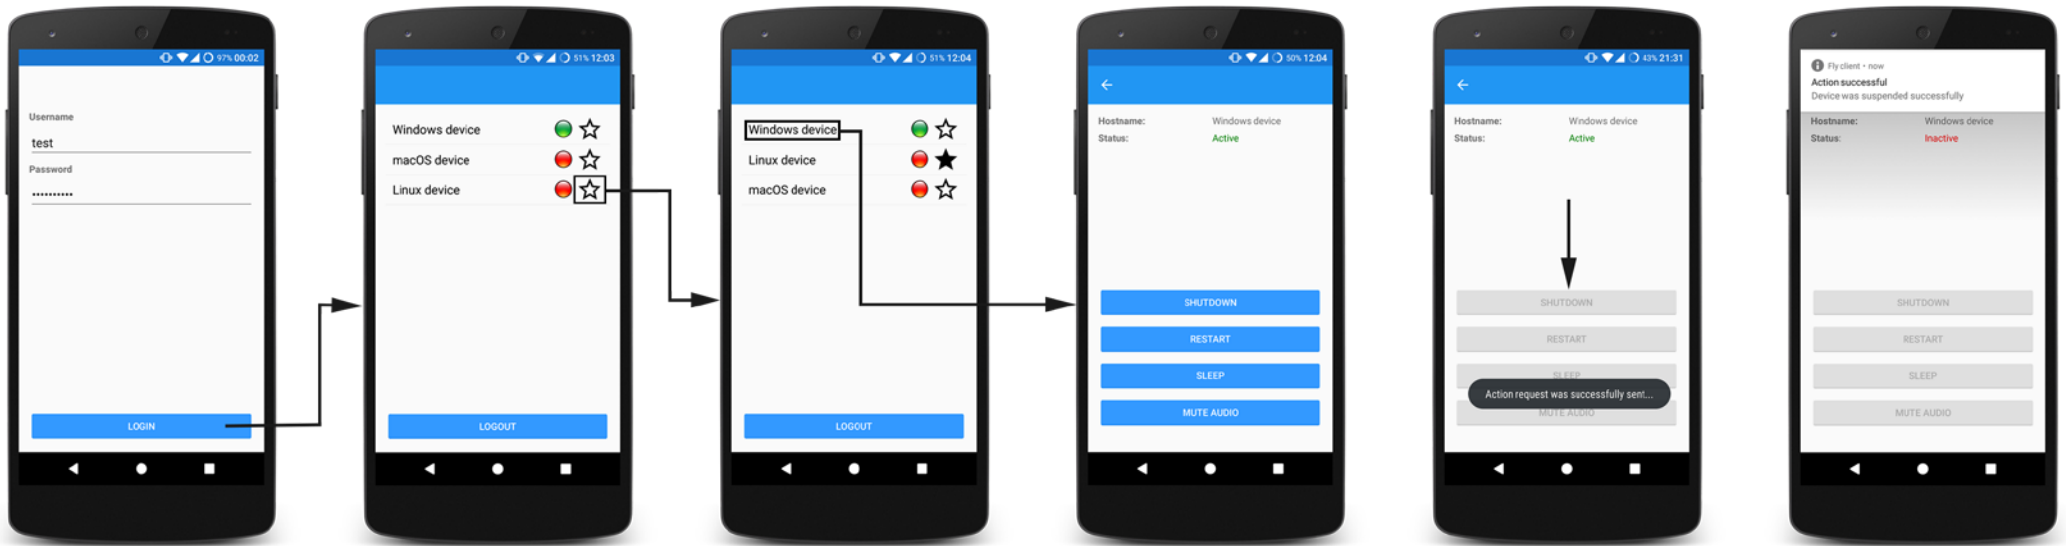 97% 00:02
Username
test
Password
LOGIN
51% 12:03
Windows device
macOS device
Linux device
LOGOUT
51% 12:04
Windows device
Linux device
macOS device
LOGOUT
50% 12:04
Hostname: Windows device
Status: Active
SHUTDOWN
RESTART
SLEEP
MUTE AUDIO
43% 21:31
Hostname: Windows device
Status: Active
SHUTDOWN
RESTART
SLEEP
Action request was successfully sent...
MUTE AUDIO
Fly client • now
Action successful
Device was suspended successfully
Hostname: Windows device
Status: Inactive
SHUTDOWN
RESTART
SLEEP
MUTE AUDIO